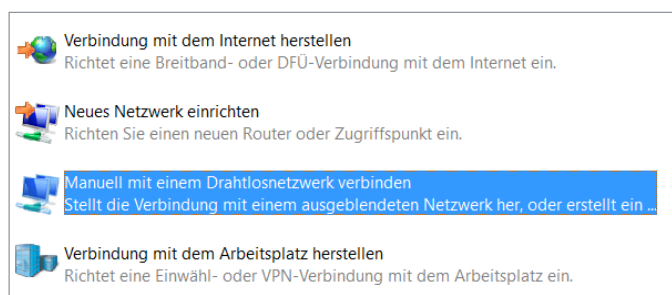 Verbindung mit dem Internet herstellen
Richtet eine Breitband- oder DFÜ-Verbindung mit dem Internet ein.
Neues Netzwerk einrichten
Richten Sie einen neuen Router oder Zugriffspunkt ein.
Manuell mit einem Drahtlosnetzwerk verbinden
Stellt die Verbindung mit einem ausgeblendeten Netzwerk her, oder erstellt ein ...
Verbindung mit dem Arbeitsplatz herstellen
Richtet eine Einwähl- oder VPN-Verbindung mit dem Arbeitsplatz ein.